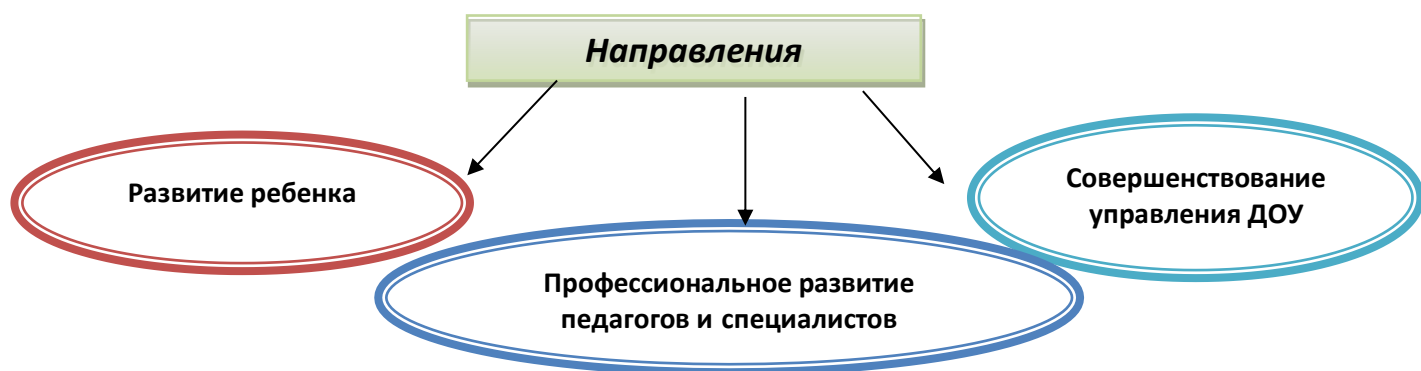 Направления
Развитие ребенка
Совершенствование
управления ДОУ
Профессиональное развитие
педагогов и специалистов